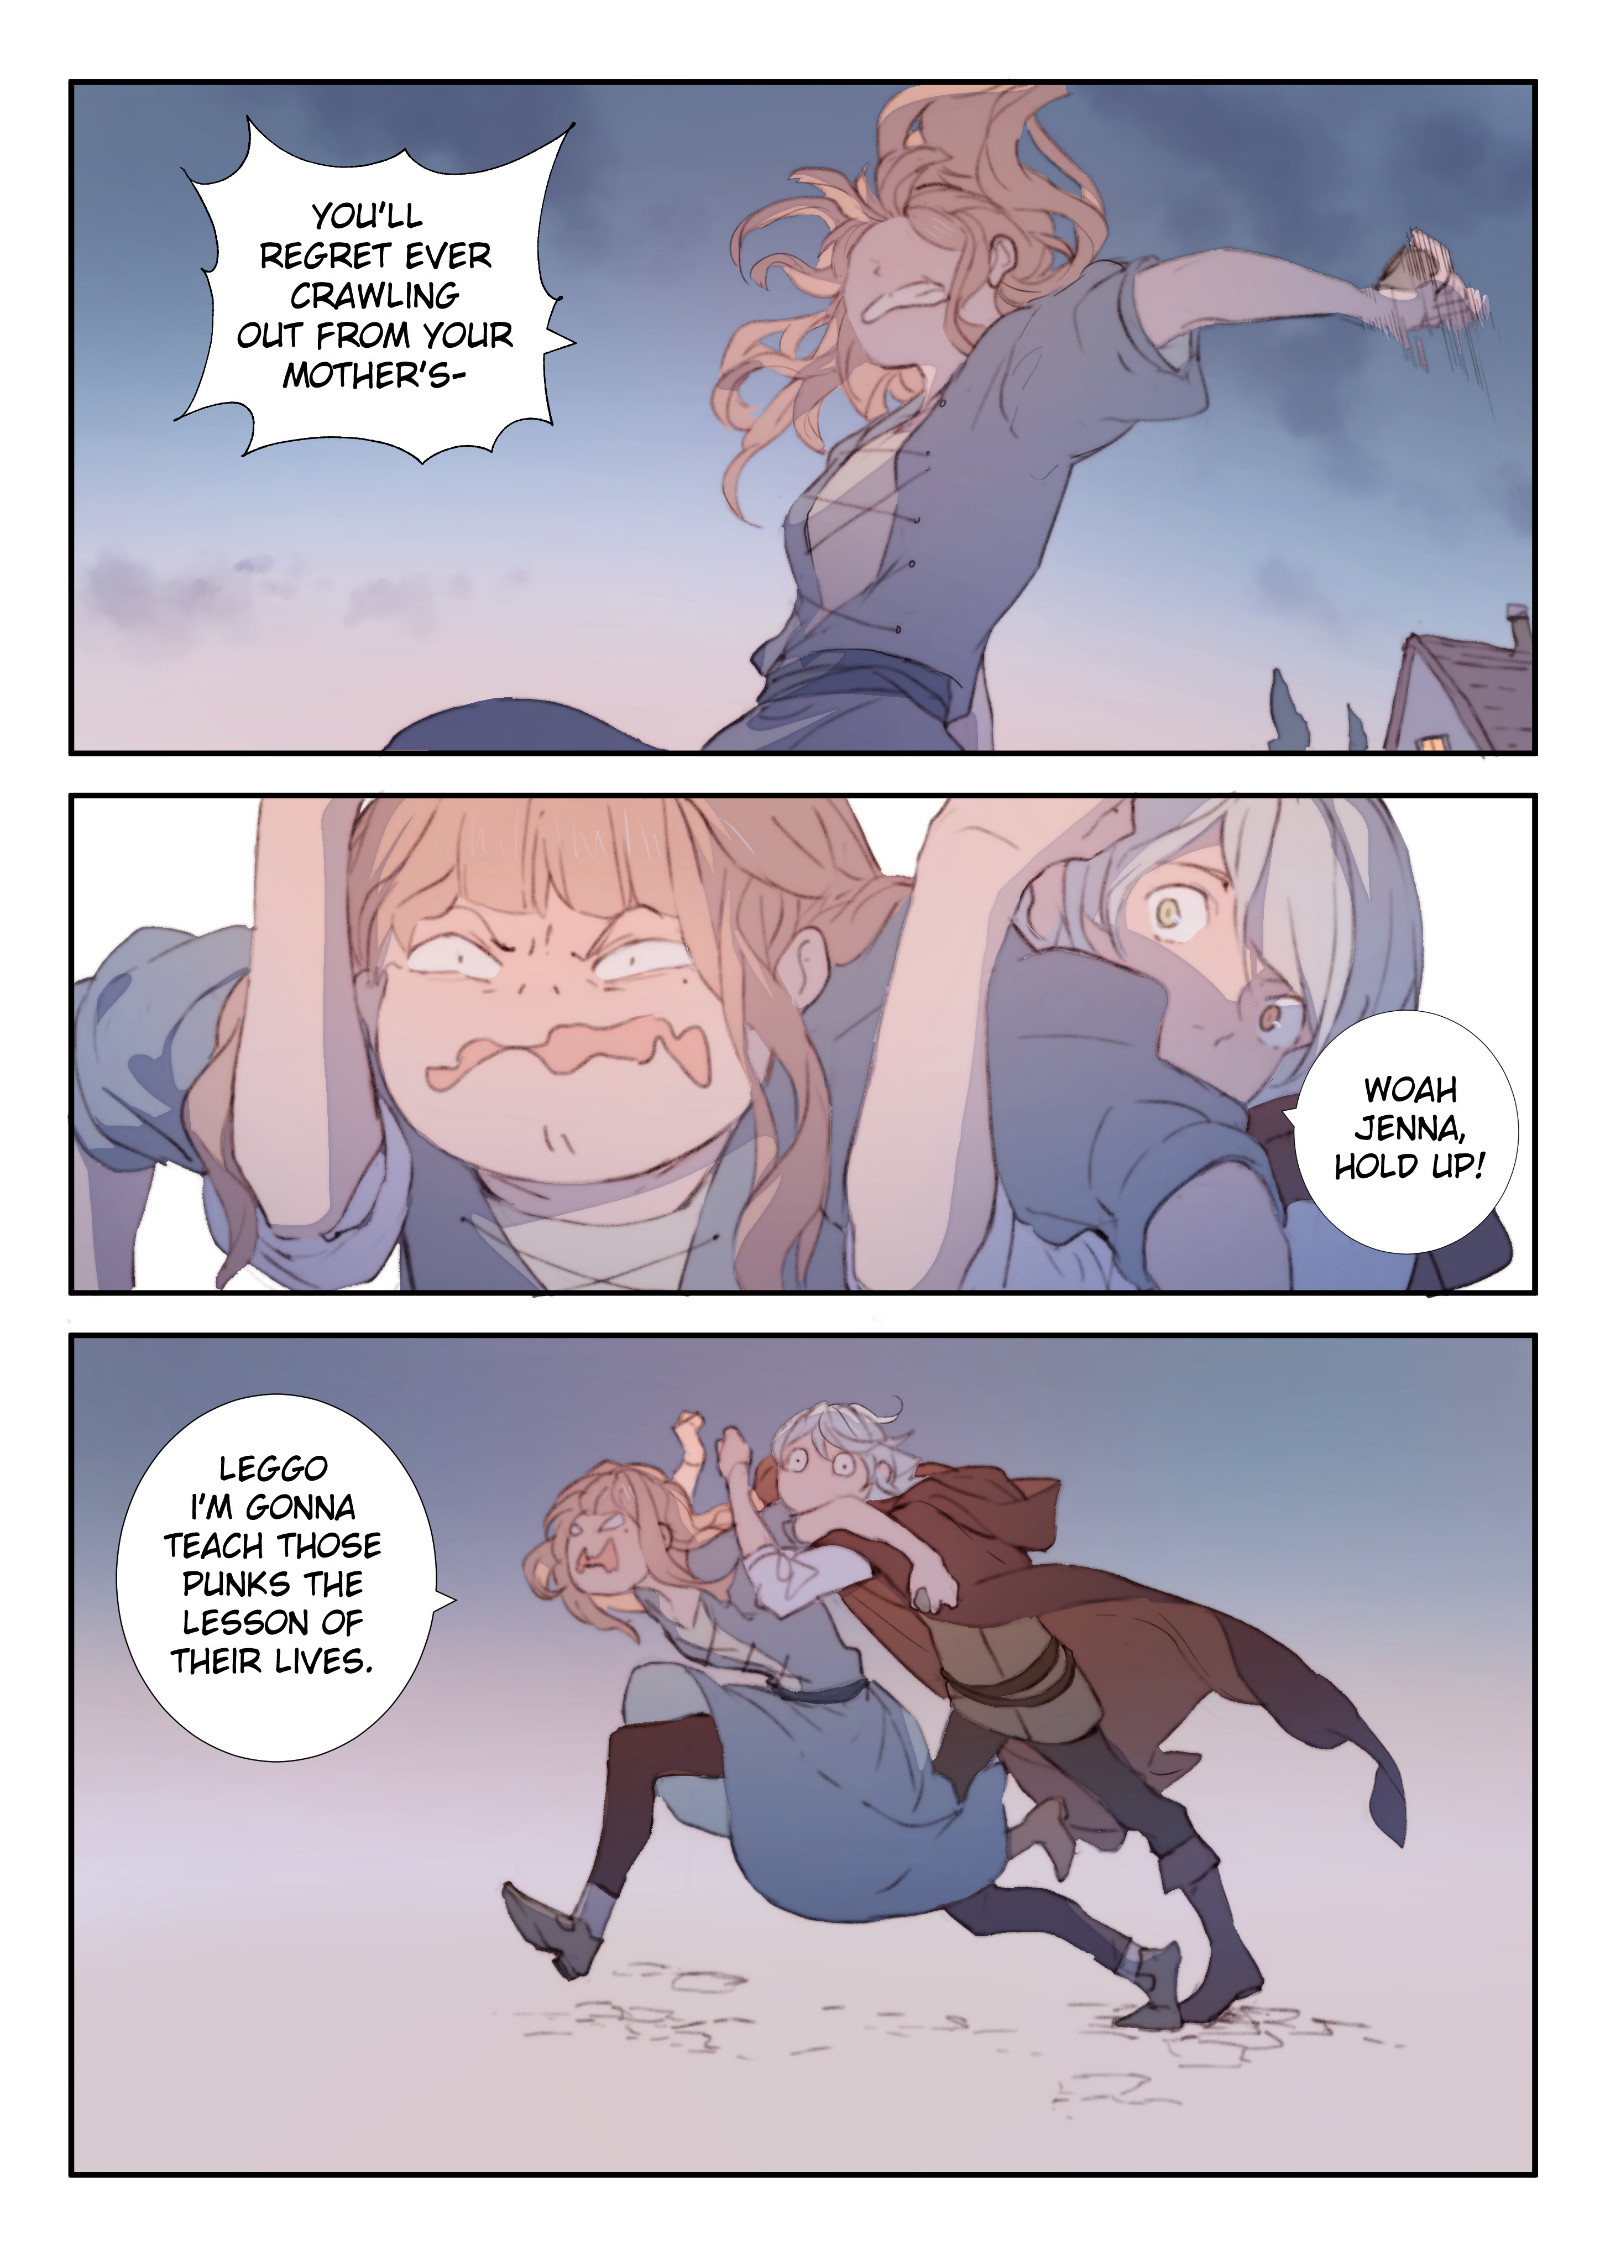 YOU'LL
REGRET EVER
CRAWLING
OUT FROM YOUR
MOTHER'S-
WOAH
JENNA,
HOLD UP!
LEGGO
I'M GONNA
TEACH THOSE
PUNKS THE
LESSON OF
THEIR LIVES.